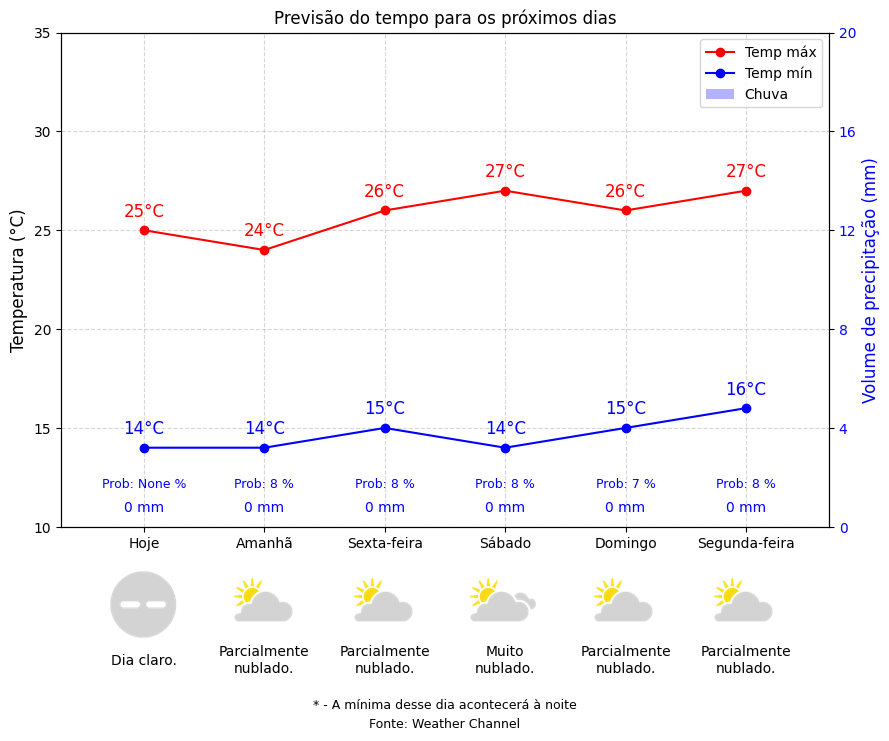 Previsão do tempo para os próximos dias
35
30
25
20
15
10
Temperatura (°C)
20
16
12
8
4
0
Volume de precipitação (mm)
Temp máx
Temp mín
Chuva
25°C
24°C
26°C
27°C
26°C
27°C
14°C
14°C
15°C
14°C
15°C
16°C
Prob: None %
Prob: 8 %
Prob: 8 %
Prob: 8 %
Prob: 7 %
Prob: 8 %
0 mm
0 mm
0 mm
0 mm
0 mm
0 mm
Hoje
Amanhã
Sexta-feira
Sábado
Domingo
Segunda-feira
Dia claro.
Parcialmente
nublado.
Parcialmente
nublado.
Muito
nublado.
Parcialmente
nublado.
Parcialmente
nublado.
* - A mínima desse dia acontecerá à noite
Fonte: Weather Channel